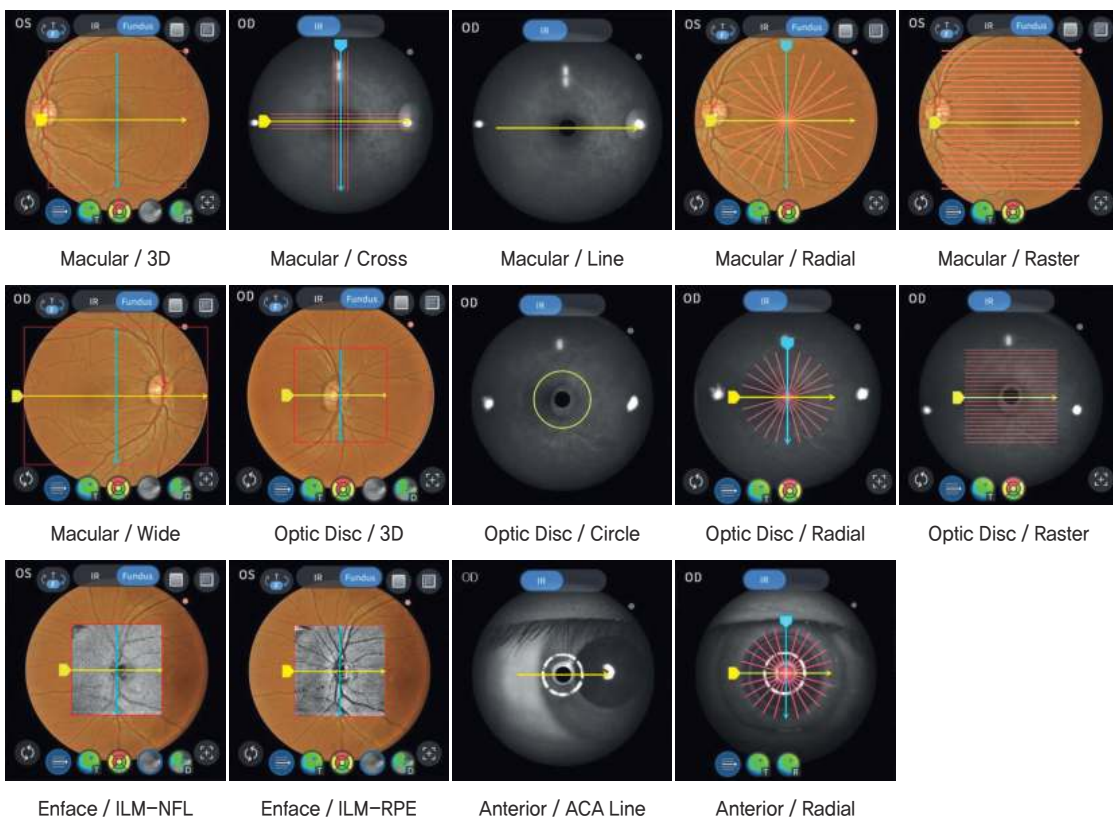 OS T IR Fundus
OD IR
OD IR
OS T IR Fundus
OS T IR Fundus
T D
T
T
Macular / 3D
Macular / Cross
Macular / Line
Macular / Radial
Macular / Raster
OD T IR Fundus
OD T IR Fundus
OD IR
OD IR
OD IR
T D
T D
T
T
Macular / Wide
Optic Disc / 3D
Optic Disc / Circle
Optic Disc / Radial
Optic Disc / Raster
OS T IR Fundus
OS T IR Fundus
OD IR
OD IR
T D
T D
T R
Enface / ILM-NFL
Enface / ILM-RPE
Anterior / ACA Line
Anterior / Radial